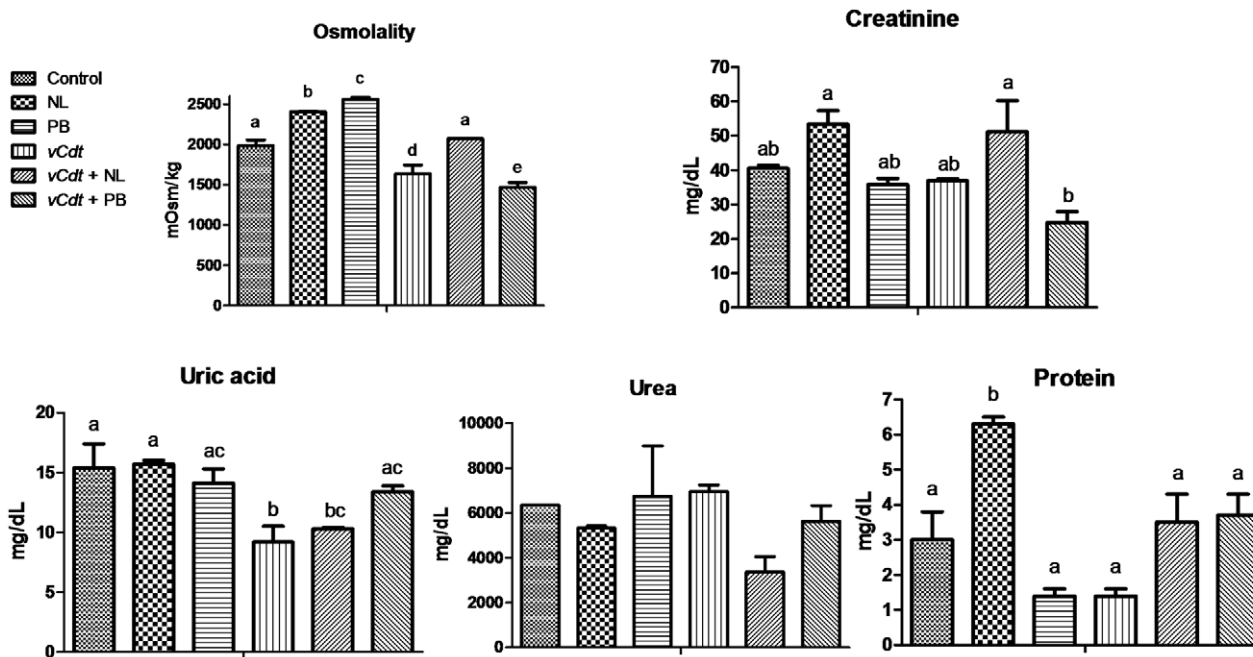 Osmolality
Control
NL
PB
vCdt
vCdt + NL
vCdt + PB
mOsm/kg
2500
2000
1500
1000
500
0
a
b
c
d
a
e
Creatinine
mg/dL
70
60
50
40
30
20
10
0
ab
a
ab
ab
a
b
Uric acid
mg/dL
20
15
10
5
0
a
a
ac
b
bc
ac
Urea
mg/dL
10000
8000
6000
4000
2000
0
Protein
mg/dL
7
6
5
4
3
2
1
0
a
b
a
a
a
a